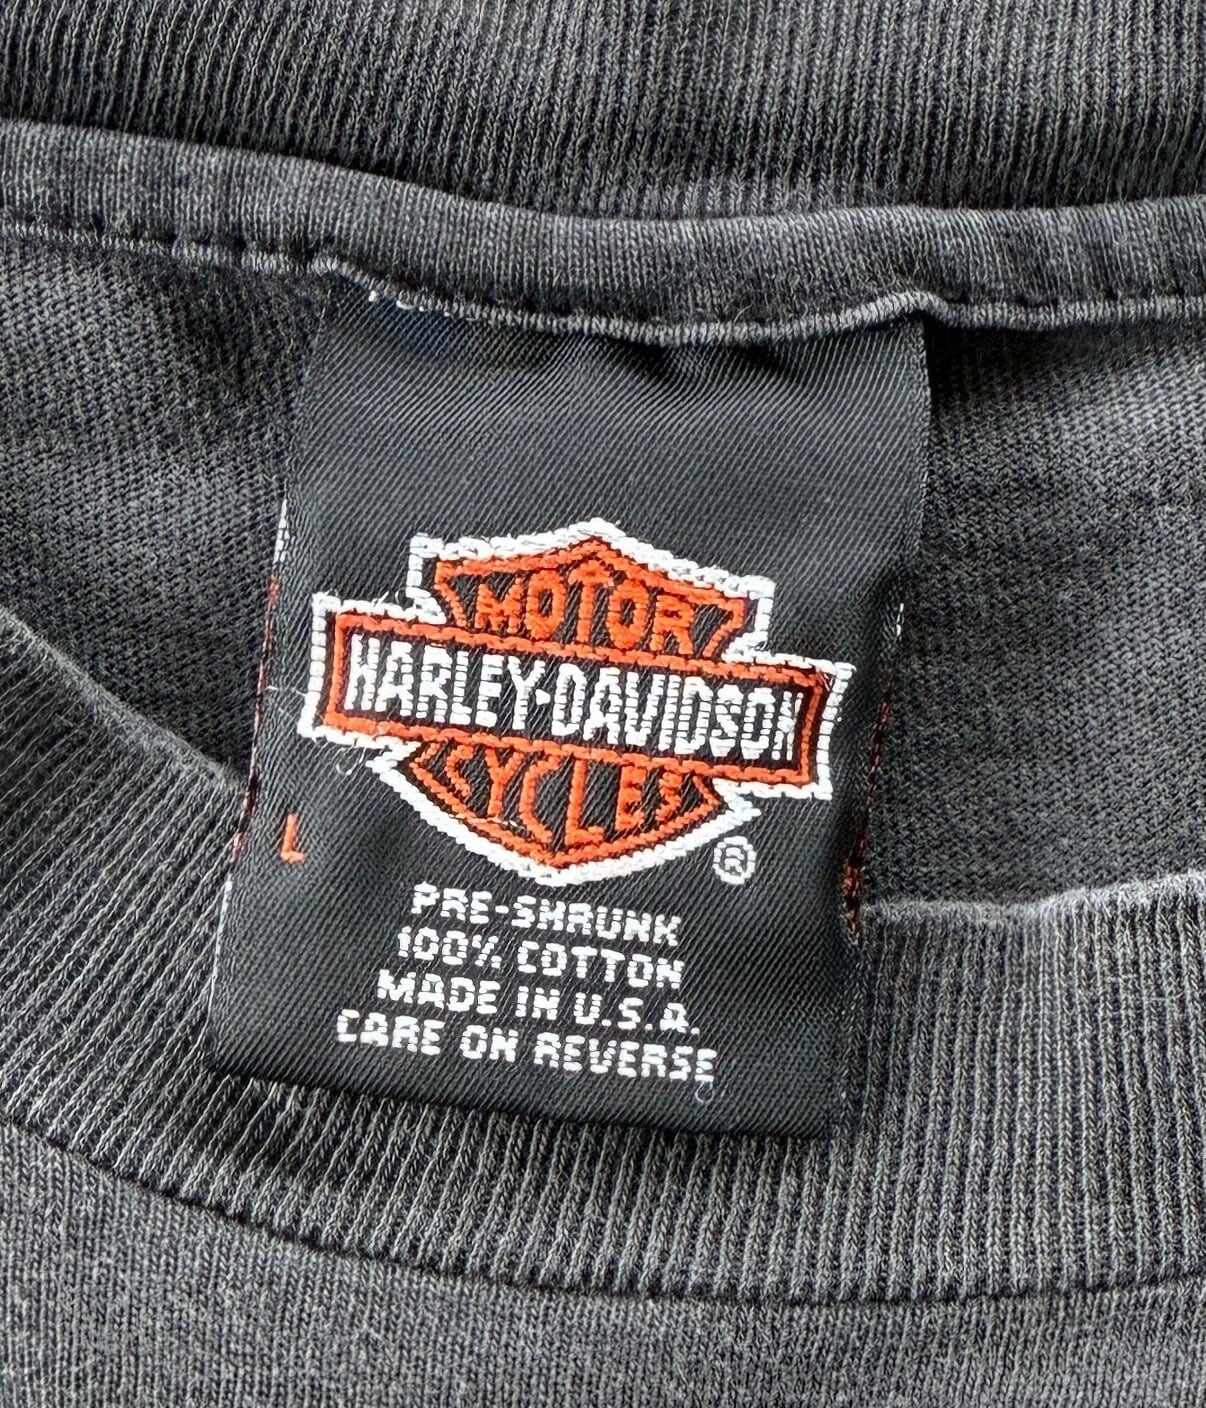 MOTOR
HARLEY-DAVIDSON
CYCLES
®
L
PRE-SHRUNK
100% COTTON
MADE IN U.S.A.
CARE ON REVERSE